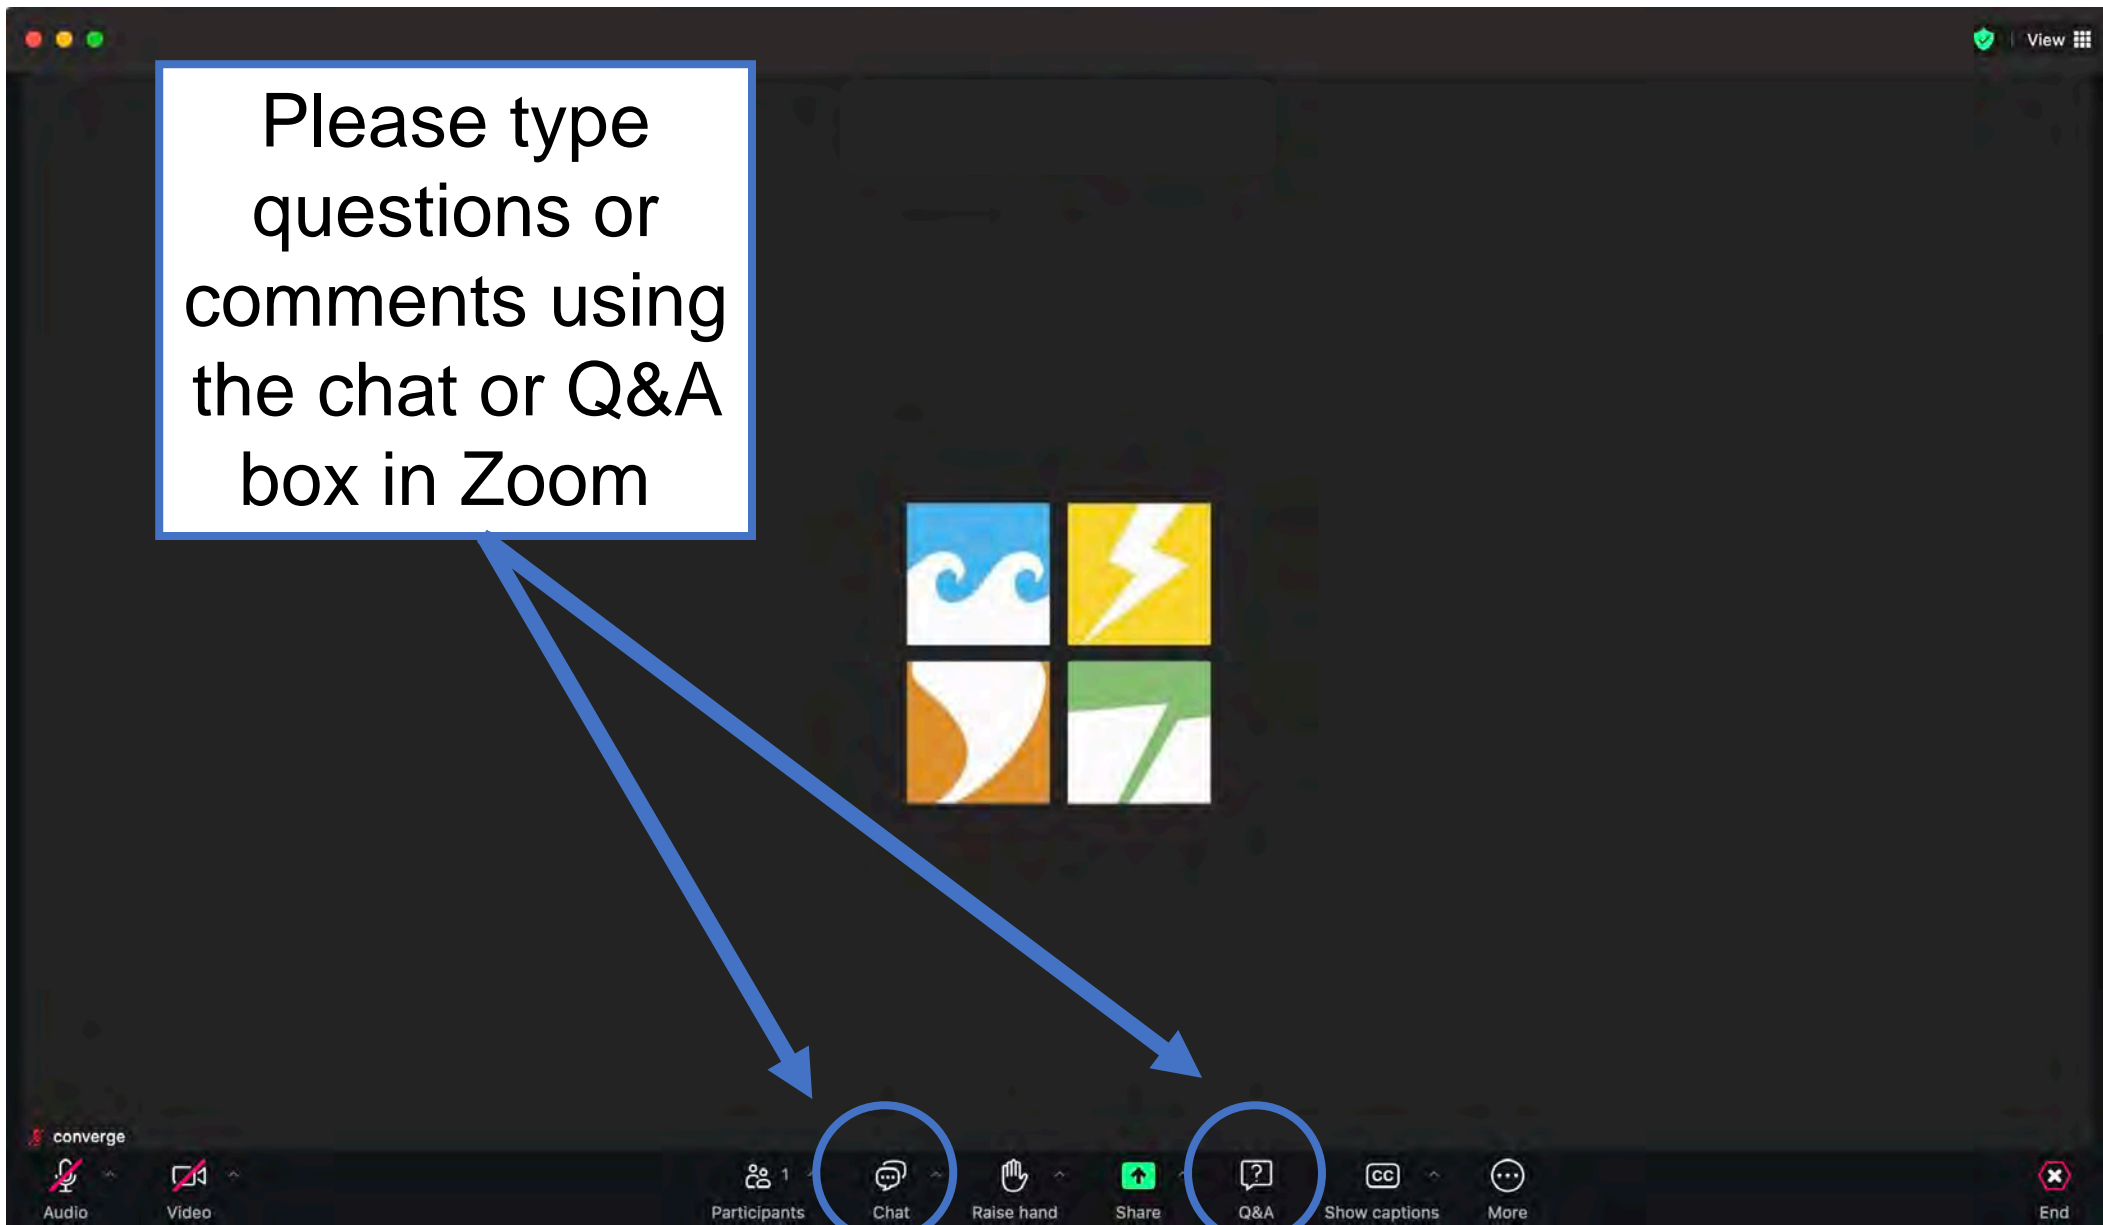 View
Please type
questions or
comments using
the chat or Q&A
box in Zoom
converge
1
CC
Audio
Video
Participants
Chat
Raise hand
Share
Q&A
Show captions
More
End